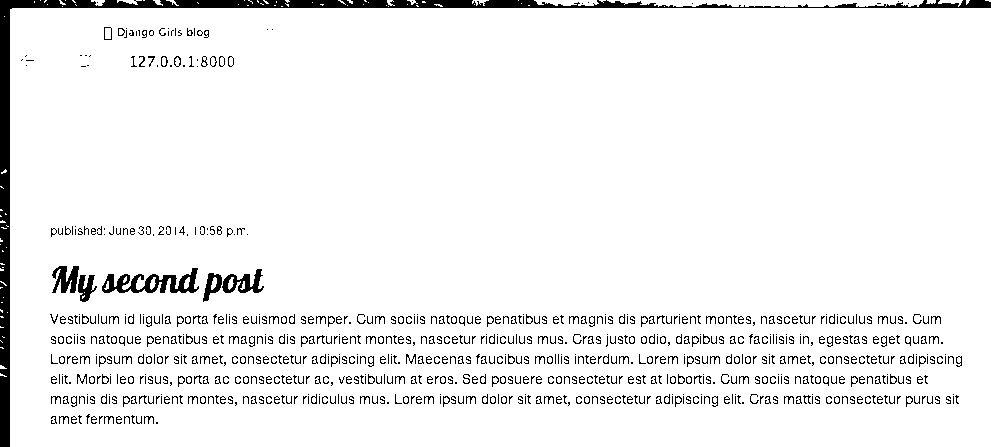 Django Girls blog
127.0.0.1:8000
published: June 30, 2014, 10:58 p.m.
My second post
Vestibulum id ligula porta felis euismod semper. Cum sociis natoque penatibus et magnis dis parturient montes, nascetur ridiculus mus. Cum
sociis natoque penatibus et magnis dis parturient montes, nascetur ridiculus mus. Cras justo odio, dapibus ac facilisis in, egestas eget quam.
Lorem ipsum dolor sit amet, consectetur adipiscing elit. Maecenas faucibus mollis interdum. Lorem ipsum dolor sit amet, consectetur adipiscing
elit. Morbi leo risus, porta ac consectetur ac, vestibulum at eros. Sed posuere consectetur est at lobortis. Cum sociis natoque penatibus et
magnis dis parturient montes, nascetur ridiculus mus. Lorem ipsum dolor sit amet, consectetur adipiscing elit. Cras mattis consectetur purus sit
amet fermentum.